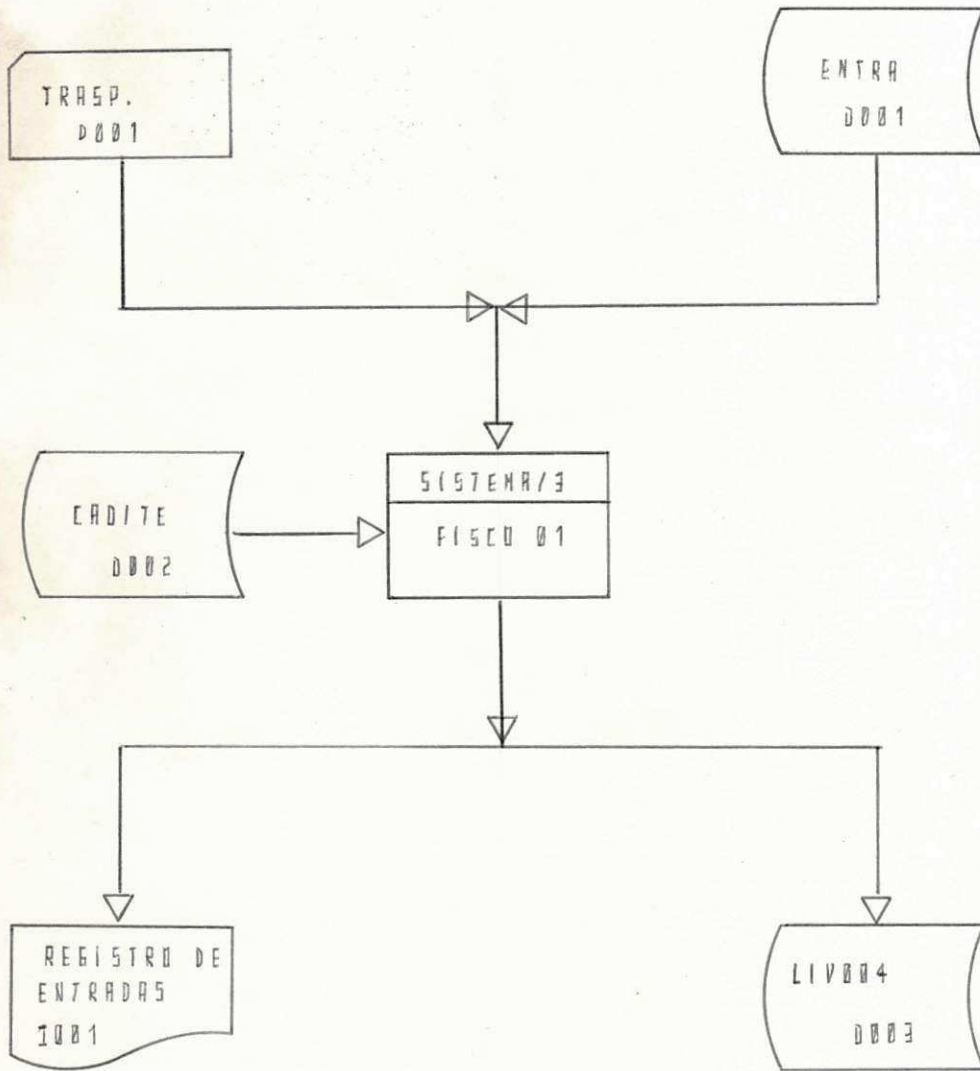 TRASP.
D001
ENTRA
D001
SISTEMA/3
FISCO 01
CADITE
D002
REGISTRO DE
ENTRADAS
I001
LIV004
D003